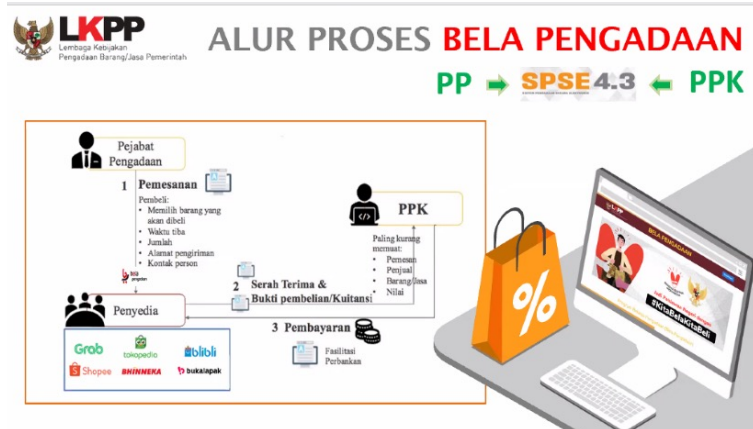 LKPP
Lembaga Kebijakan
Pengadaan Barang/Jasa Pemerintah
ALUR PROSES BELA PENGADAAN
PP SPSE 4.3 PPK
Pejabat
Pengadaan
1 Pemesanan
Pembeli:
• Memilih barang yang
akan dibeli
• Waktu tiba
• Jumlah
• Alamat pengiriman
• Kontak person
bela
pengadaan
Penyedia
2 Serah Terima &
Bukti pembelian/Kuitansi
3 Pembayaran
Fasilitasi
Perbankan
PPK
Paling kurang
memuat:
• Pemesan
• Penjual
• Barang/Jasa
• Nilai
Grab
tokopedia
blibli
Shopee
BHINNEKA
bukalapak
%
LKPP
BELA PENGADAAN
#KitaBelaKitaBeli